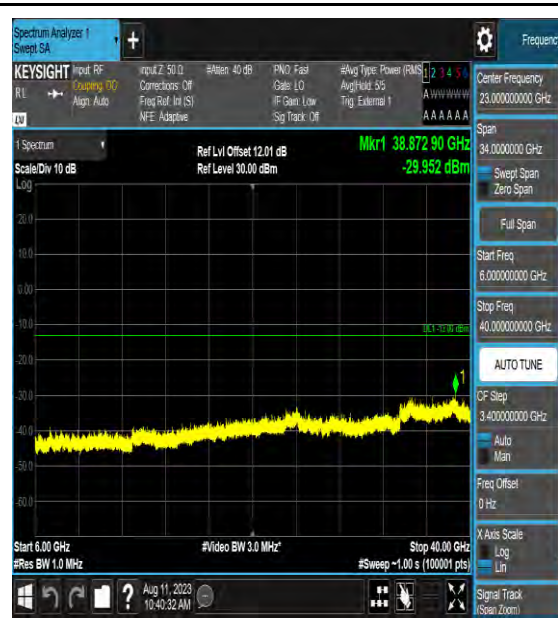 Spectrum Analyzer 1
Swept SA
+
Frequenc
KEYSIGHT
RL
LV
Input: RF
Coupling: DC
Align: Auto
Input Z: 50 Ω
Corrections: Off
Freq Ref: Int (S)
NFE: Adaptive
#Atten: 40 dB
PNO: Fast
Gate: LO
IF Gain: Low
Sig Track: Off
#Avg Type: Power (RMS
Avg|Hold: 5/5
Trig: External 1
1 2 3 4 5 6
A W W W W W
A A A A A A
Center Frequency
23.000000000 GHz
Span
34.0000000 GHz
Swept Span
Zero Span
Full Span
Start Freq
6.000000000 GHz
Stop Freq
40.000000000 GHz
AUTO TUNE
CF Step
3.400000000 GHz
Auto
Man
Freq Offset
0 Hz
X Axis Scale
Log
Lin
Signal Track
(Span Zoom)
1 Spectrum
Scale/Div 10 dB
Log
Ref Lvl Offset 12.01 dB
Ref Level 30.00 dBm
Mkr1 38.872 90 GHz
-29.952 dBm
20.0
10.0
0.00
-10.0
DL1 -13.00 dBm
-20.0
1
-30.0
-40.0
-50.0
-60.0
Start 6.00 GHz
#Res BW 1.0 MHz
#Video BW 3.0 MHz*
Stop 40.00 GHz
#Sweep ~1.00 s (100001 pts)
?
Aug 11, 2023
10:40:32 AM